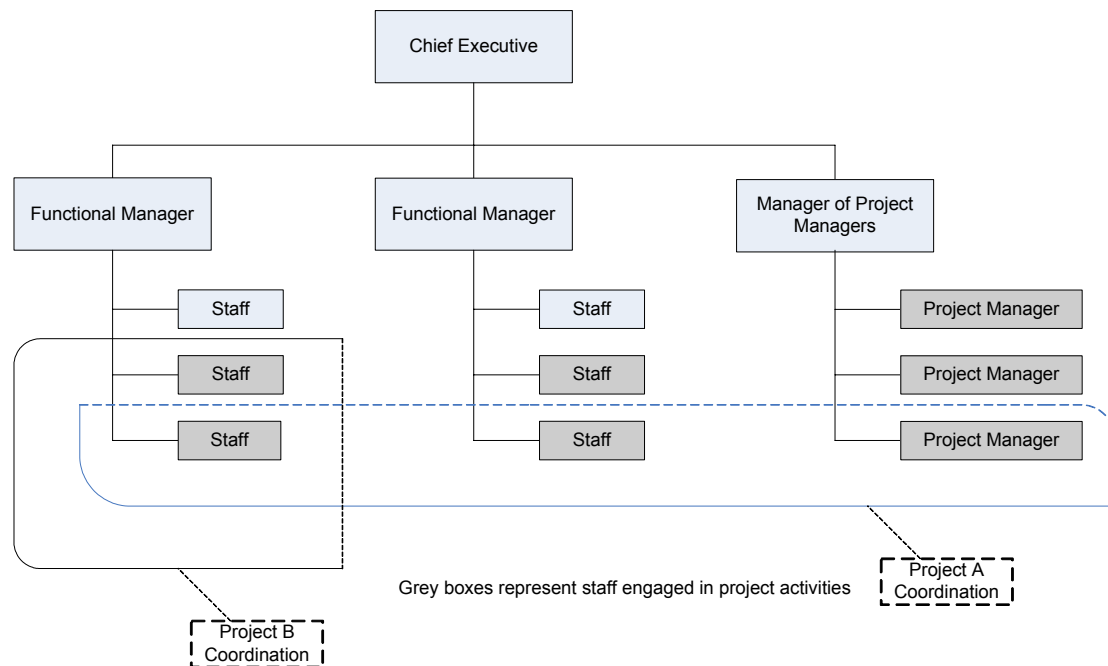 Chief Executive
Functional Manager
Functional Manager
Manager of Project
Managers
Staff
Staff
Project Manager
Staff
Staff
Project Manager
Staff
Staff
Project Manager
Grey boxes represent staff engaged in project activities
Project A
Coordination
Project B
Coordination